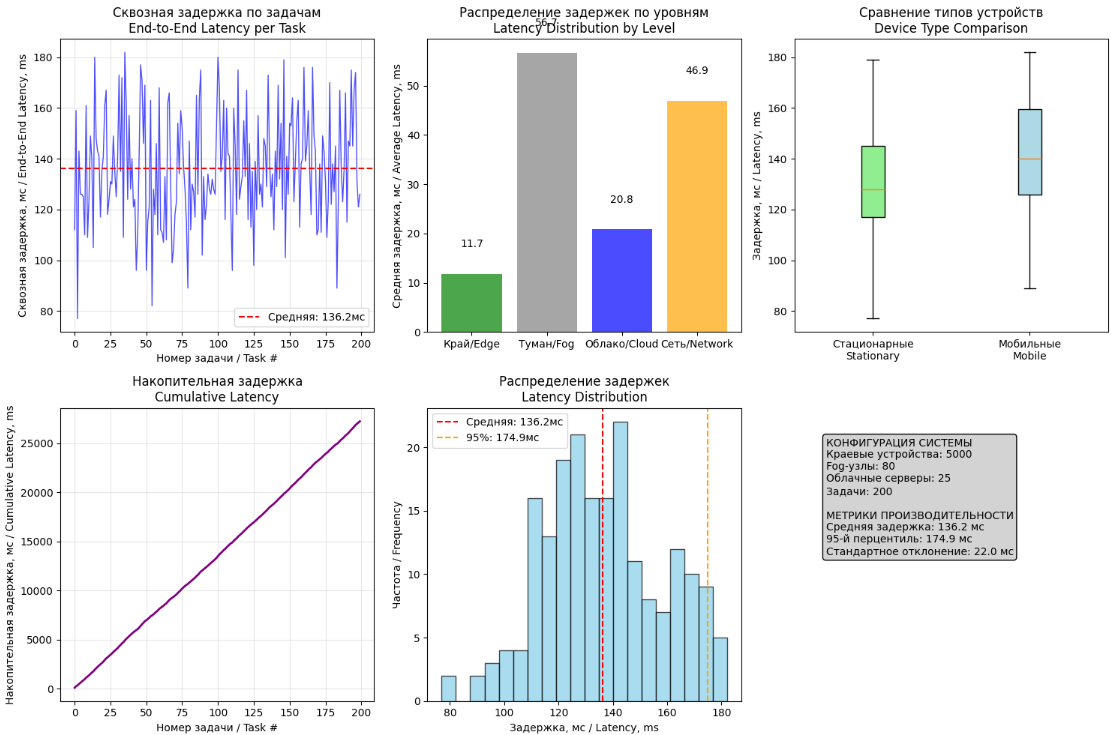 Сквозная задержка по задачам
End-to-End Latency per Task
Сквозная задержка, мс / End-to-End Latency, ms
180
160
140
120
100
80
Средняя: 136.2мс
0 25 50 75 100 125 150 175 200
Номер задачи / Task #
Распределение задержек по уровням
56.7
Latency Distribution by Level
Средняя задержка, мс / Average Latency, ms
50
40
30
20
10
0
11.7
20.8
46.9
Край/Edge Туман/Fog Облако/Cloud Сеть/Network
Сравнение типов устройств
Device Type Comparison
Задержка, мс / Latency, ms
180
160
140
120
100
80
Стационарные
Stationary
Мобильные
Mobile
Накопительная задержка
Cumulative Latency
Накопительная задержка, мс / Cumulative Latency, ms
25000
20000
15000
10000
5000
0
0 25 50 75 100 125 150 175 200
Номер задачи / Task #
Распределение задержек
Latency Distribution
Частота / Frequency
20
15
10
5
0
Средняя: 136.2мс
95%: 174.9мс
80 100 120 140 160 180
Задержка, мс / Latency, ms
КОНФИГУРАЦИЯ СИСТЕМЫ
Краевые устройства: 5000
Fog-узлы: 80
Облачные серверы: 25
Задачи: 200
МЕТРИКИ ПРОИЗВОДИТЕЛЬНОСТИ
Средняя задержка: 136.2 мс
95-й перцентиль: 174.9 мс
Стандартное отклонение: 22.0 мс